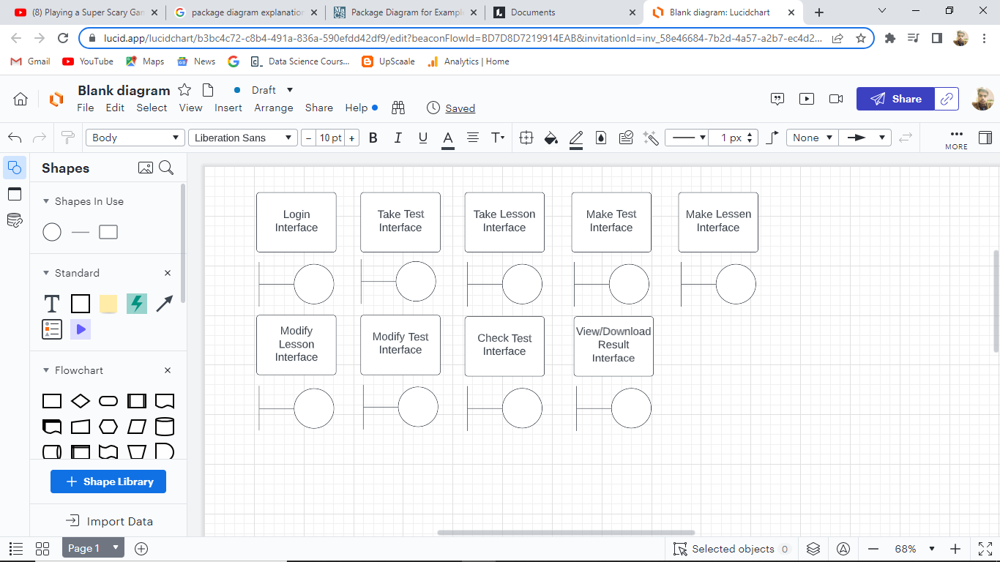 (8) Playing a Super Scary Gam
package diagram explanation
Package Diagram for Example
Documents
Blank diagram: Lucidchart
lucid.app/lucidchart/b3bc4c72-c8b4-491a-836a-590efdd42df9/edit?beaconFlowId=BD7D8D7219914EAB&invitationId=inv_58e46684-7b2d-4a57-a2b7-ec4d2...
Gmail
YouTube
Maps
News
Data Science Cours...
UpScaale
Analytics | Home
Blank diagram
Draft
File
Edit
Select
View
Insert
Arrange
Share
Help
Saved
Share
Body
Liberation Sans
− 10 pt +
B
I
U
A
T
1 px
None
MORE
Shapes
Shapes In Use
Standard
T
Flowchart
+ Shape Library
Import Data
Login
Interface
Take Test
Interface
Take Lesson
Interface
Make Test
Interface
Make Lessen
Interface
Modify
Lesson
Interface
Modify Test
Interface
Check Test
Interface
View/Download
Result
Interface
Page 1
Selected objects 0
68%